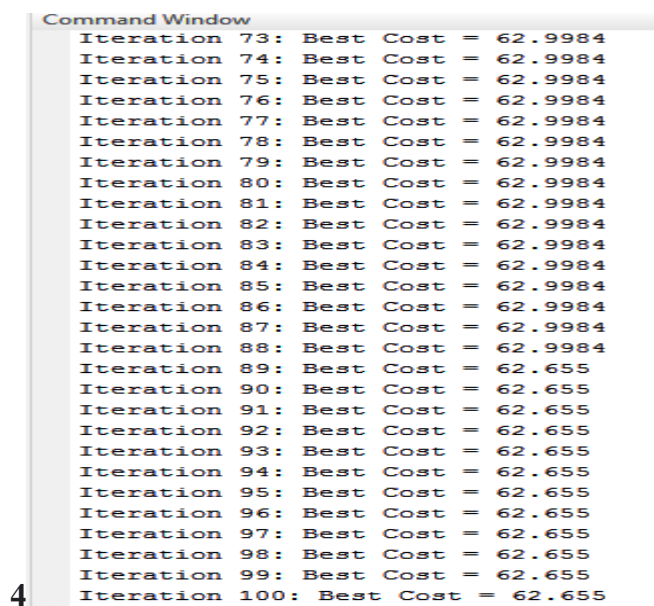 Command Window
Iteration 73: Best Cost = 62.9984
Iteration 74: Best Cost = 62.9984
Iteration 75: Best Cost = 62.9984
Iteration 76: Best Cost = 62.9984
Iteration 77: Best Cost = 62.9984
Iteration 78: Best Cost = 62.9984
Iteration 79: Best Cost = 62.9984
Iteration 80: Best Cost = 62.9984
Iteration 81: Best Cost = 62.9984
Iteration 82: Best Cost = 62.9984
Iteration 83: Best Cost = 62.9984
Iteration 84: Best Cost = 62.9984
Iteration 85: Best Cost = 62.9984
Iteration 86: Best Cost = 62.9984
Iteration 87: Best Cost = 62.9984
Iteration 88: Best Cost = 62.9984
Iteration 89: Best Cost = 62.655
Iteration 90: Best Cost = 62.655
Iteration 91: Best Cost = 62.655
Iteration 92: Best Cost = 62.655
Iteration 93: Best Cost = 62.655
Iteration 94: Best Cost = 62.655
Iteration 95: Best Cost = 62.655
Iteration 96: Best Cost = 62.655
Iteration 97: Best Cost = 62.655
Iteration 98: Best Cost = 62.655
Iteration 99: Best Cost = 62.655
4 Iteration 100: Best Cost = 62.655